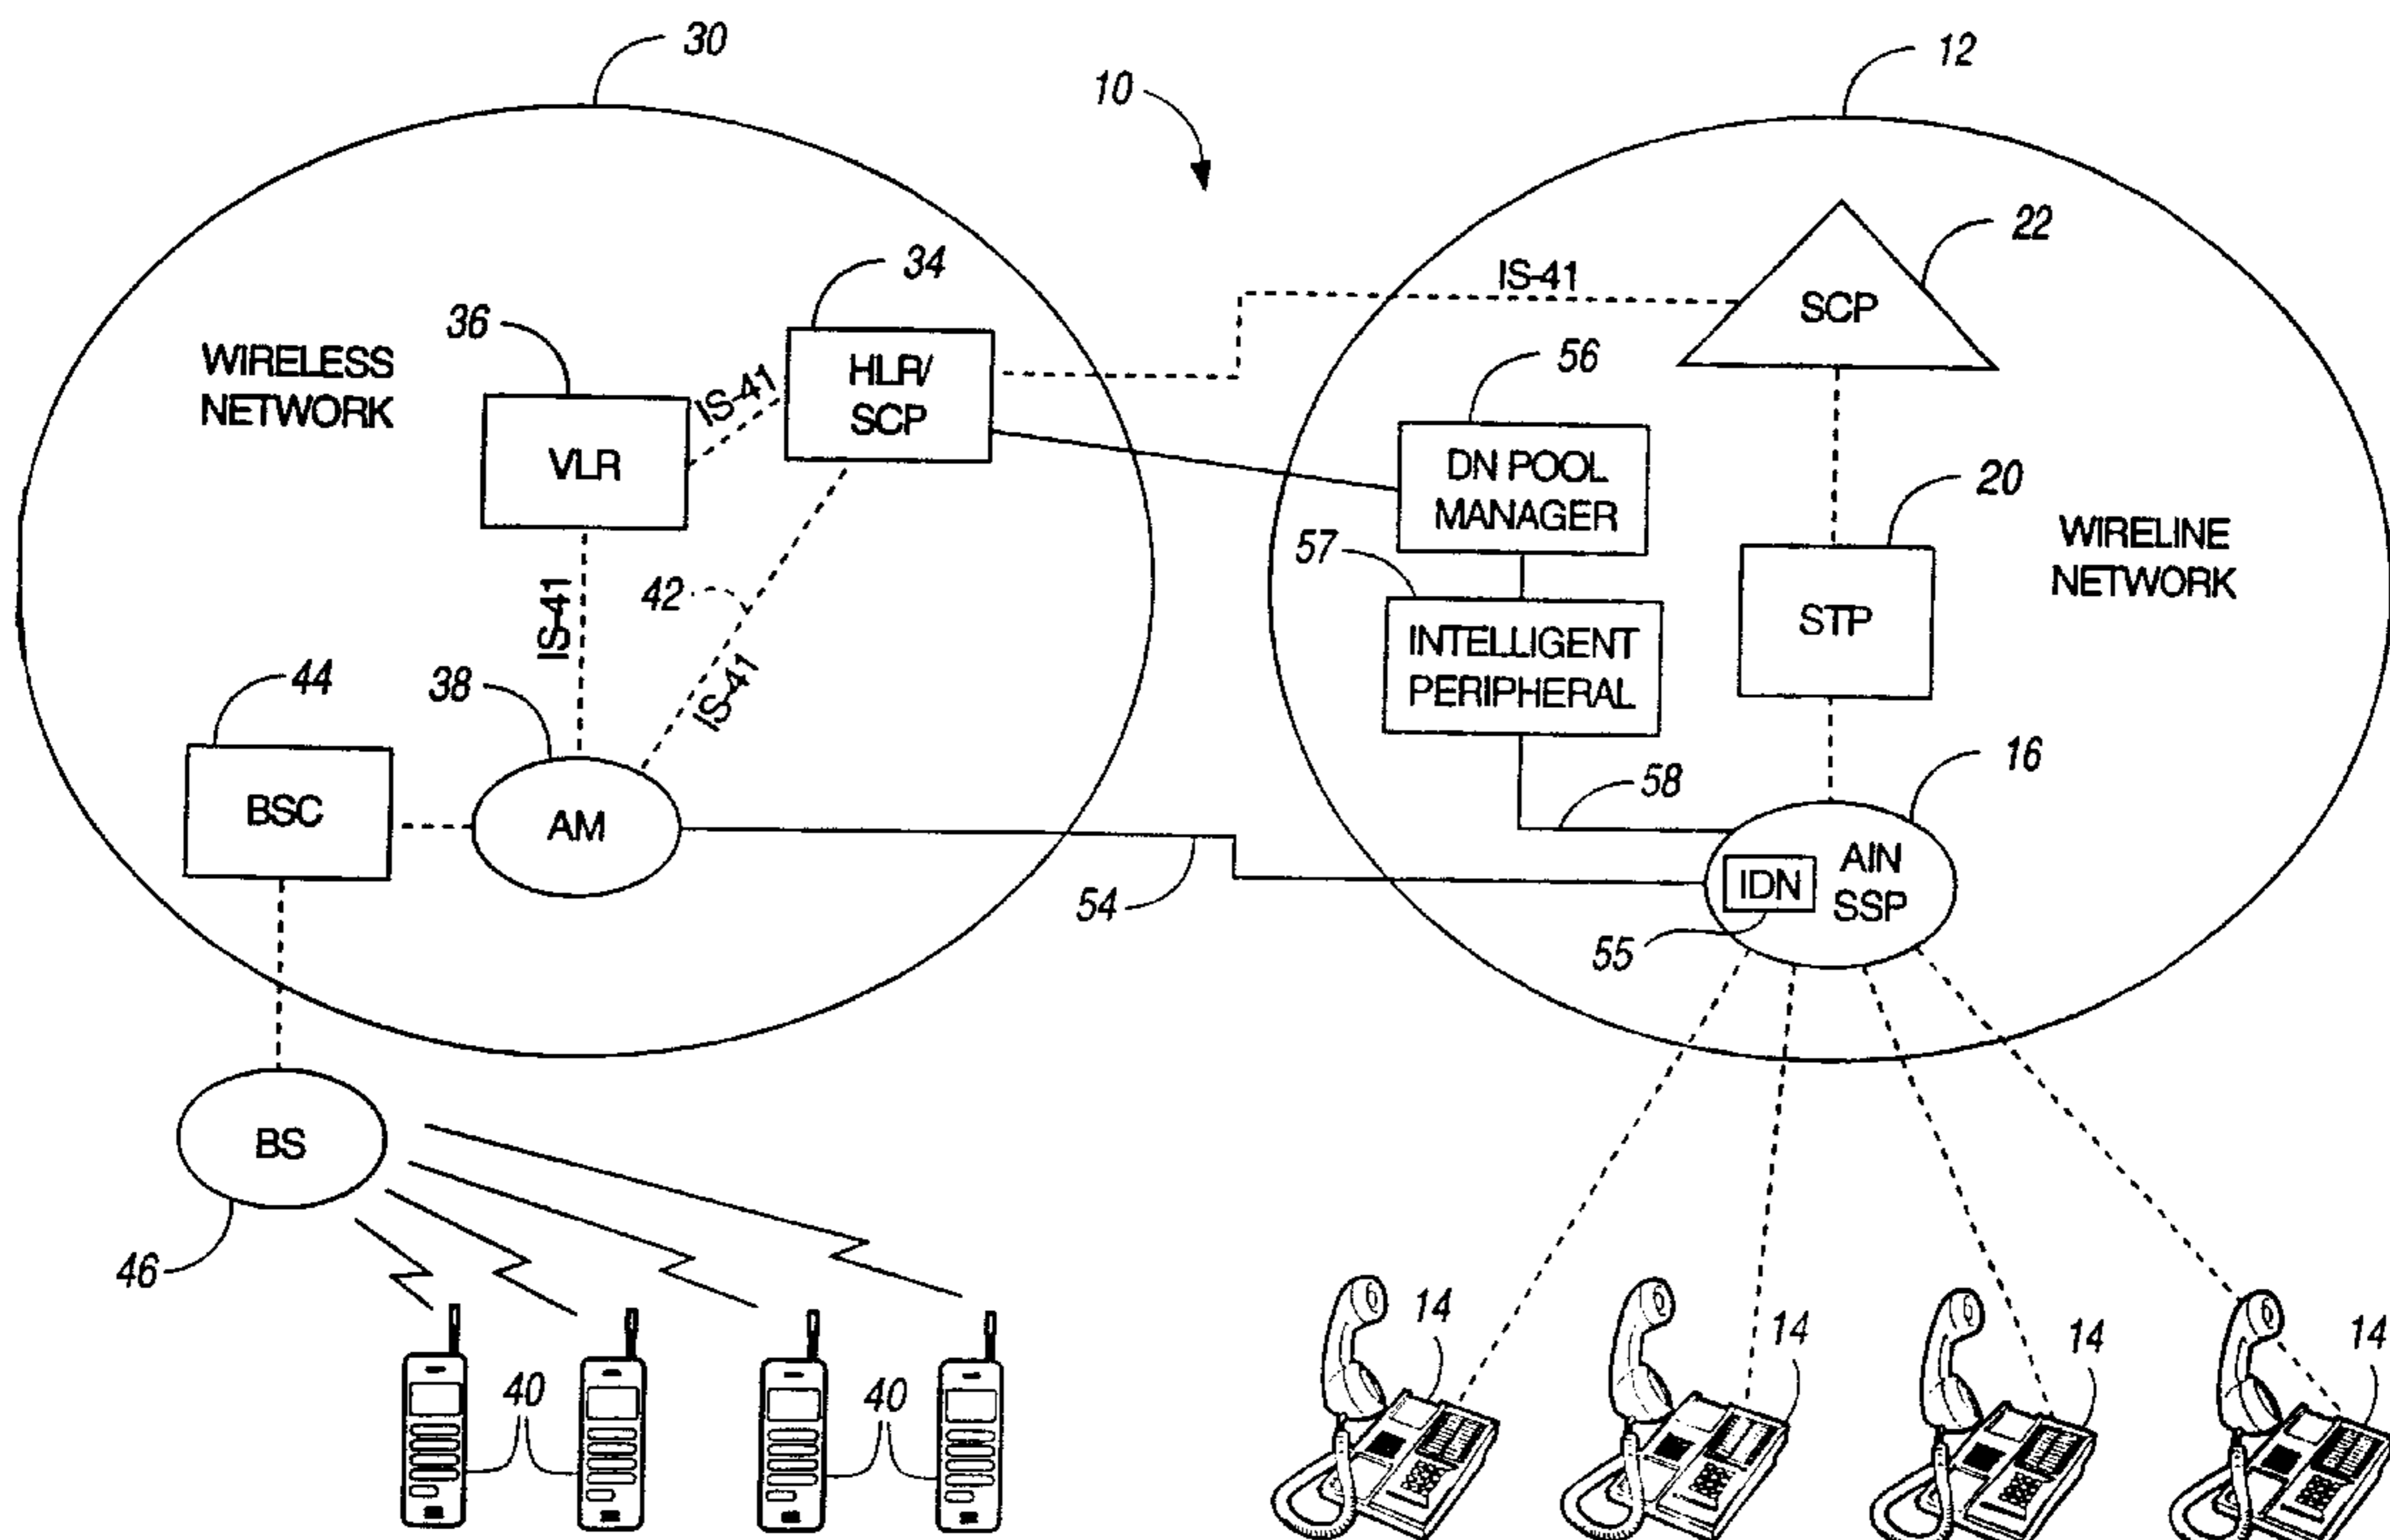 30
12
10
22
34
IS-41
SCP
36
56
HLR/
SCP
WIRELESS
NETWORK
IS-41
VLR
DN POOL
MANAGER
20
WIRELINE
NETWORK
57
42
IS-41
STP
INTELLIGENT
PERIPHERAL
44
38
IS-41
16
58
BSC
AM
AIN
SSP
IDN
54
55
BS
46
40
40
14
14
14
14